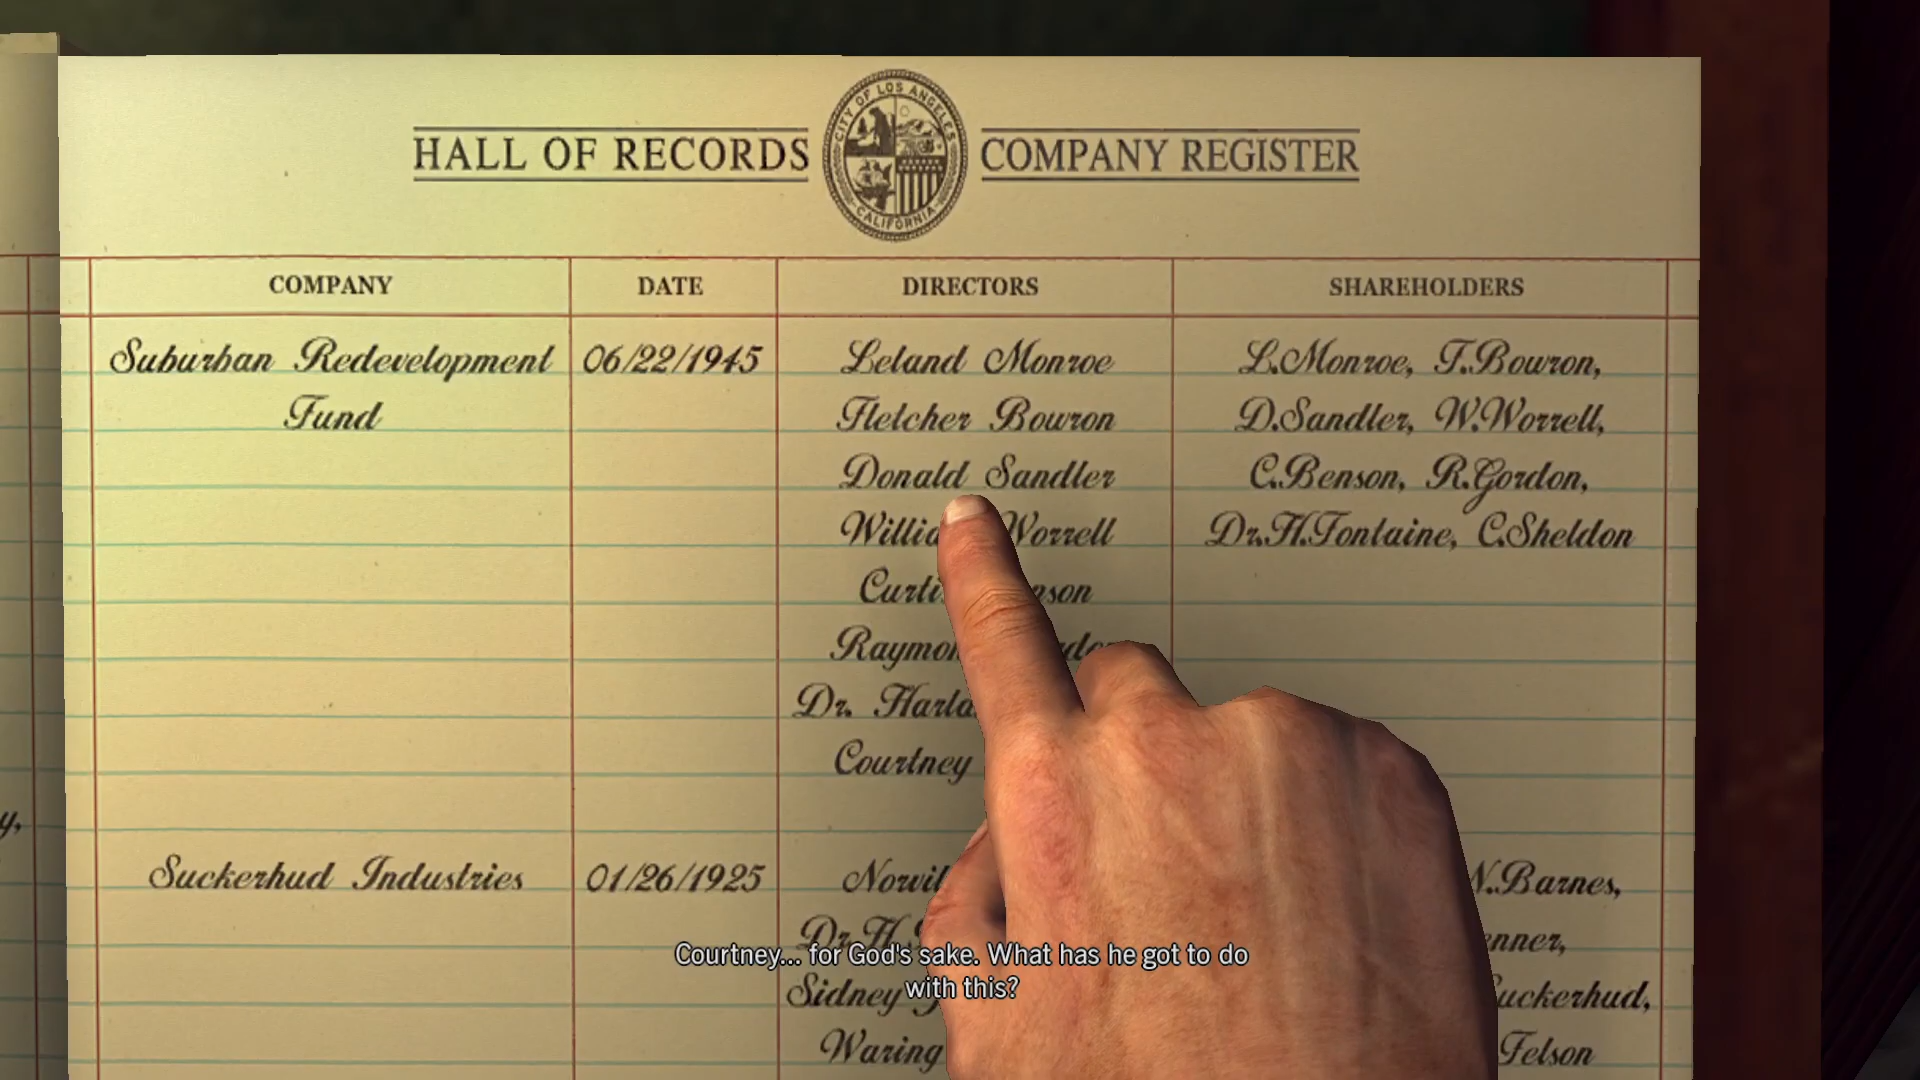 HALL OF RECORDS COMPANY REGISTER
CITY OF LOS ANGELES
CALIFORNIA
COMPANY DATE DIRECTORS SHAREHOLDERS
Suburban Redevelopment 06/22/1945 Leland Monroe L.Monroe, F.Bowron,
Fund Fletcher Bowron D.Sandler, W.Worrell,
Donald Sandler C.Benson, R.Gordon,
Worrell Dr.H.Fontaine, C.Sheldon
Dr.
Courtney
Suckerhud Industries 01/26/1925 N.Barnes,
Dr.H.
Courtney... for God's sake. What has he got to do
with this?
Sidney
Waring Felson